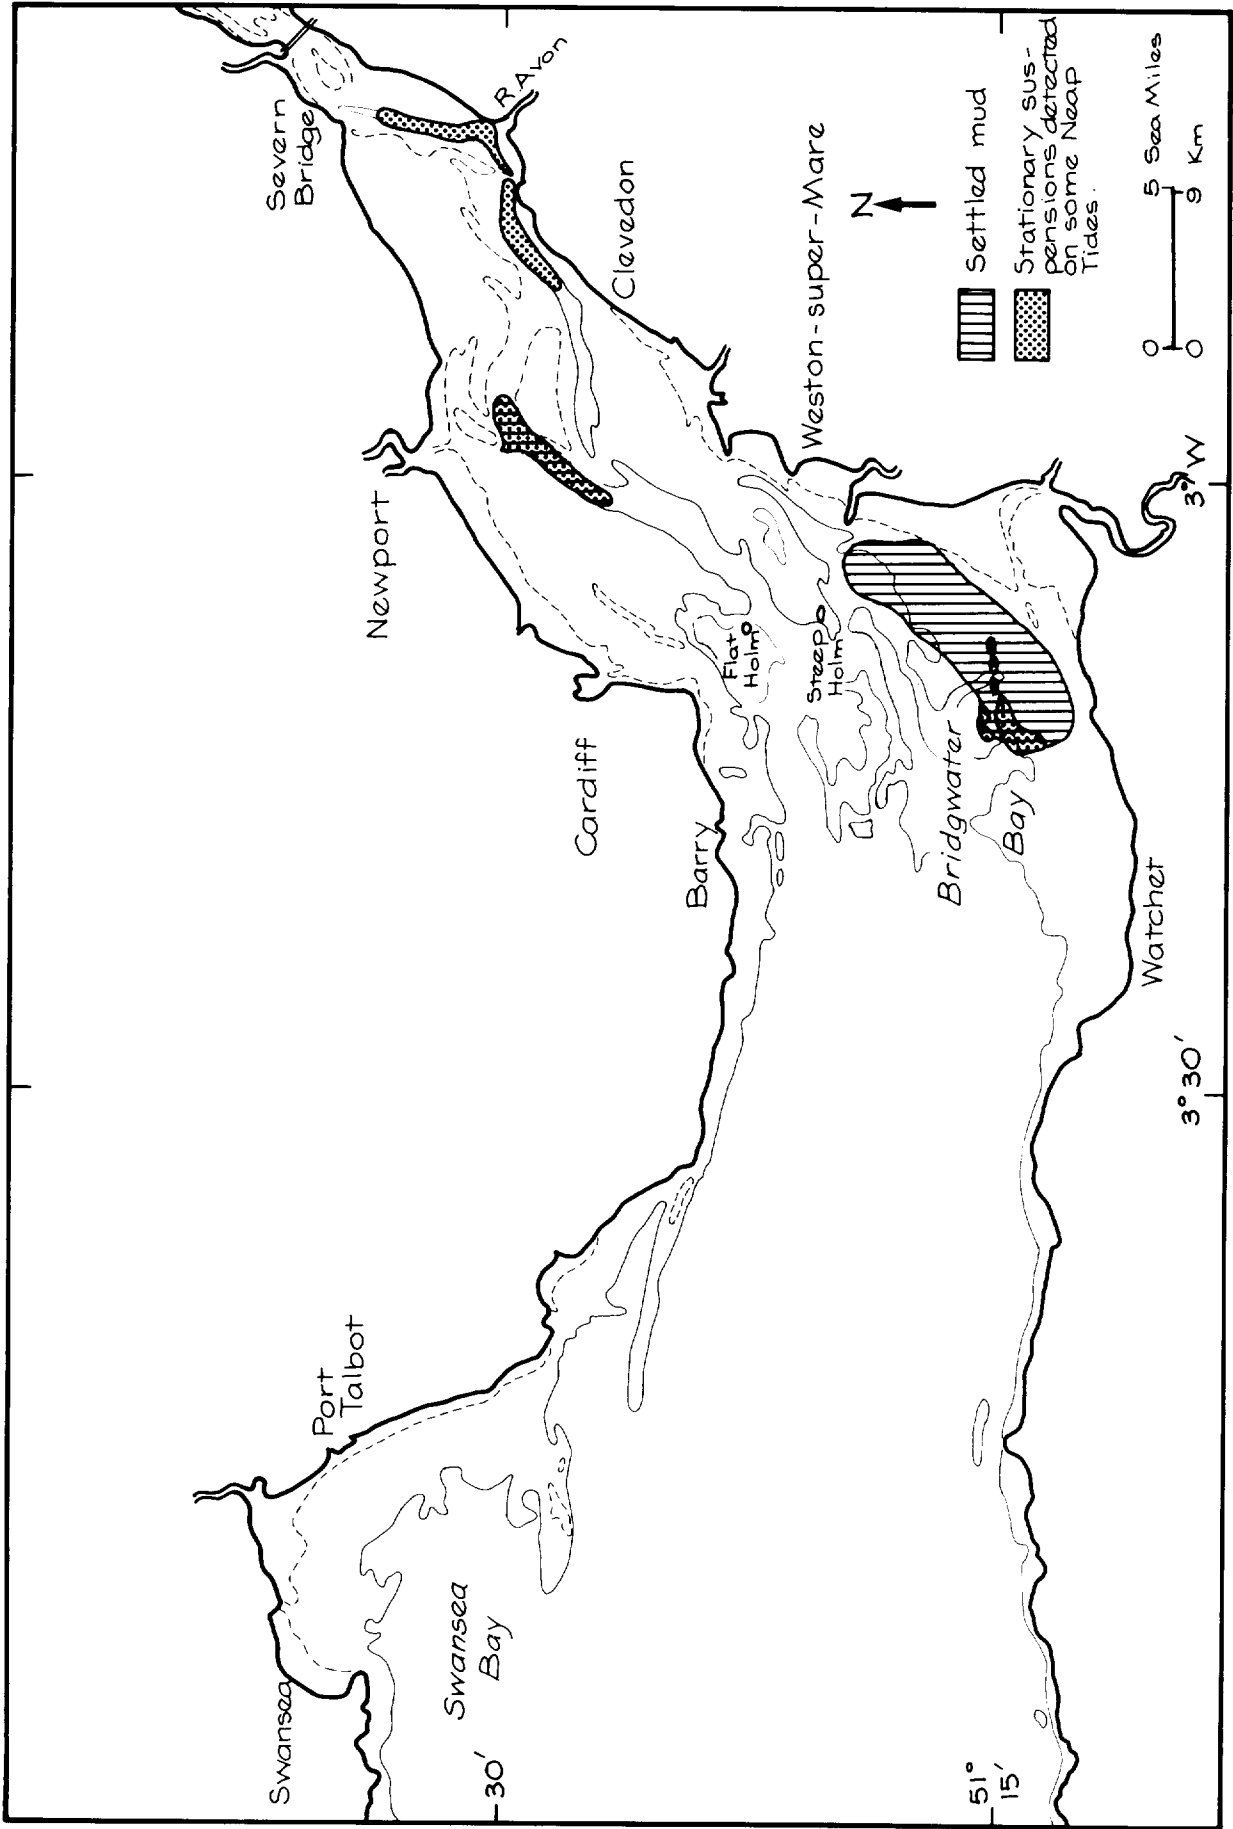 Severn
Bridge
R Avon
Newport
Clevedon
Cardiff
Weston-super-Mare
Flat
Holm
Steep
Holm
Barry
Bridgwater
Bay
Watchet
Port
Talbot
Swansea
Swansea
Bay
N
Settled mud
Stationary sus-
pensions detected
on some Neap
Tides.
0 5 Sea Miles
0 9 Km
30'
51°
15'
3° 30'
3° W